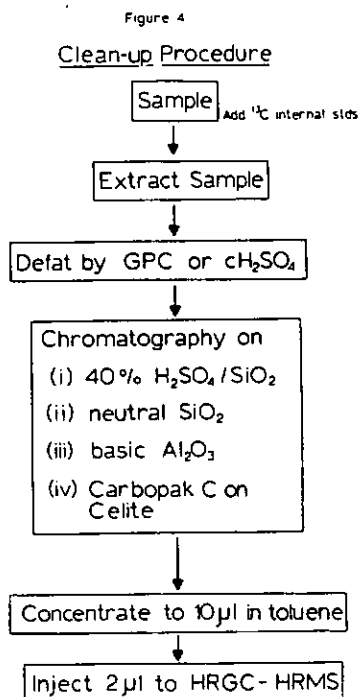 Figure 4
Clean-up Procedure
Sample
Add ¹³C internal stds
Extract Sample
Defat by GPC or cH₂SO₄
Chromatography on
(i) 40% H₂SO₄/SiO₂
(ii) neutral SiO₂
(iii) basic Al₂O₃
(iv) Carbopak C on
Celite
Concentrate to 10µl in toluene
Inject 2µl to HRGC-HRMS